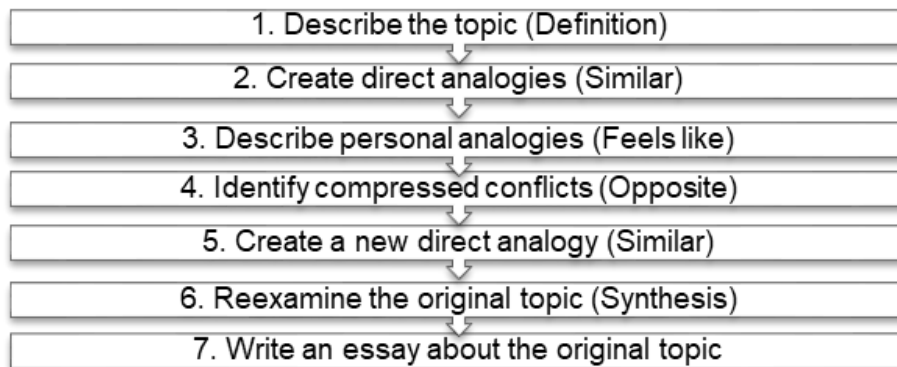 1. Describe the topic (Definition)
2. Create direct analogies (Similar)
3. Describe personal analogies (Feels like)
4. Identify compressed conflicts (Opposite)
5. Create a new direct analogy (Similar)
6. Reexamine the original topic (Synthesis)
7. Write an essay about the original topic